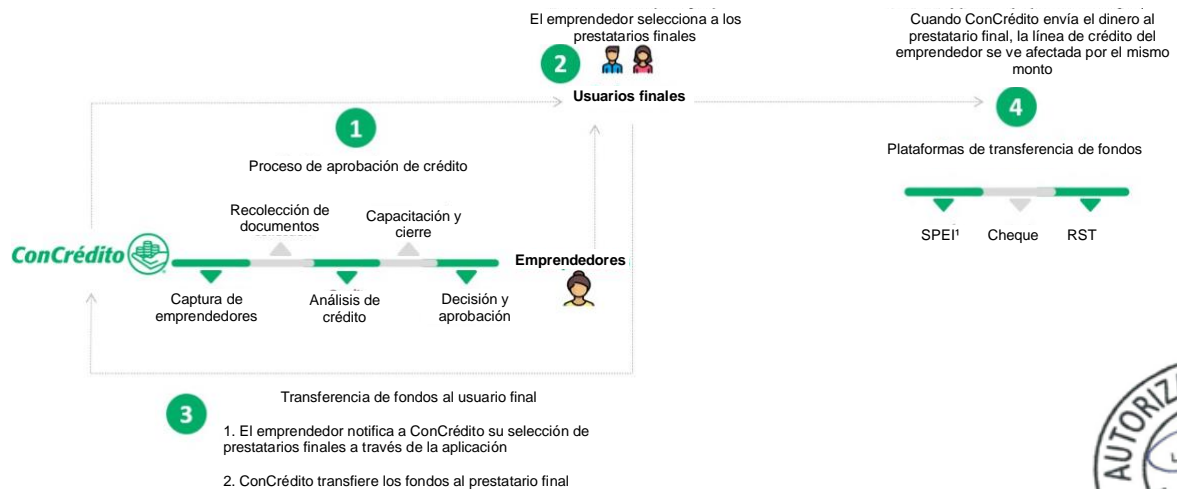 El emprendedor selecciona a los
prestatarios finales
2
Usuarios finales
Cuando ConCrédito envía el dinero al
prestatario final, la línea de crédito del
emprendedor se ve afectada por el mismo
monto
4
Plataformas de transferencia de fondos
SPEI¹
Cheque
RST
1
Proceso de aprobación de crédito
Recolección de
documentos
Capacitación y
cierre
ConCrédito
Emprendedores
Captura de
emprendedores
Análisis de
crédito
Decisión y
aprobación
3
Transferencia de fondos al usuario final
1. El emprendedor notifica a ConCrédito su selección de
prestatarios finales a través de la aplicación
2. ConCrédito transfiere los fondos al prestatario final